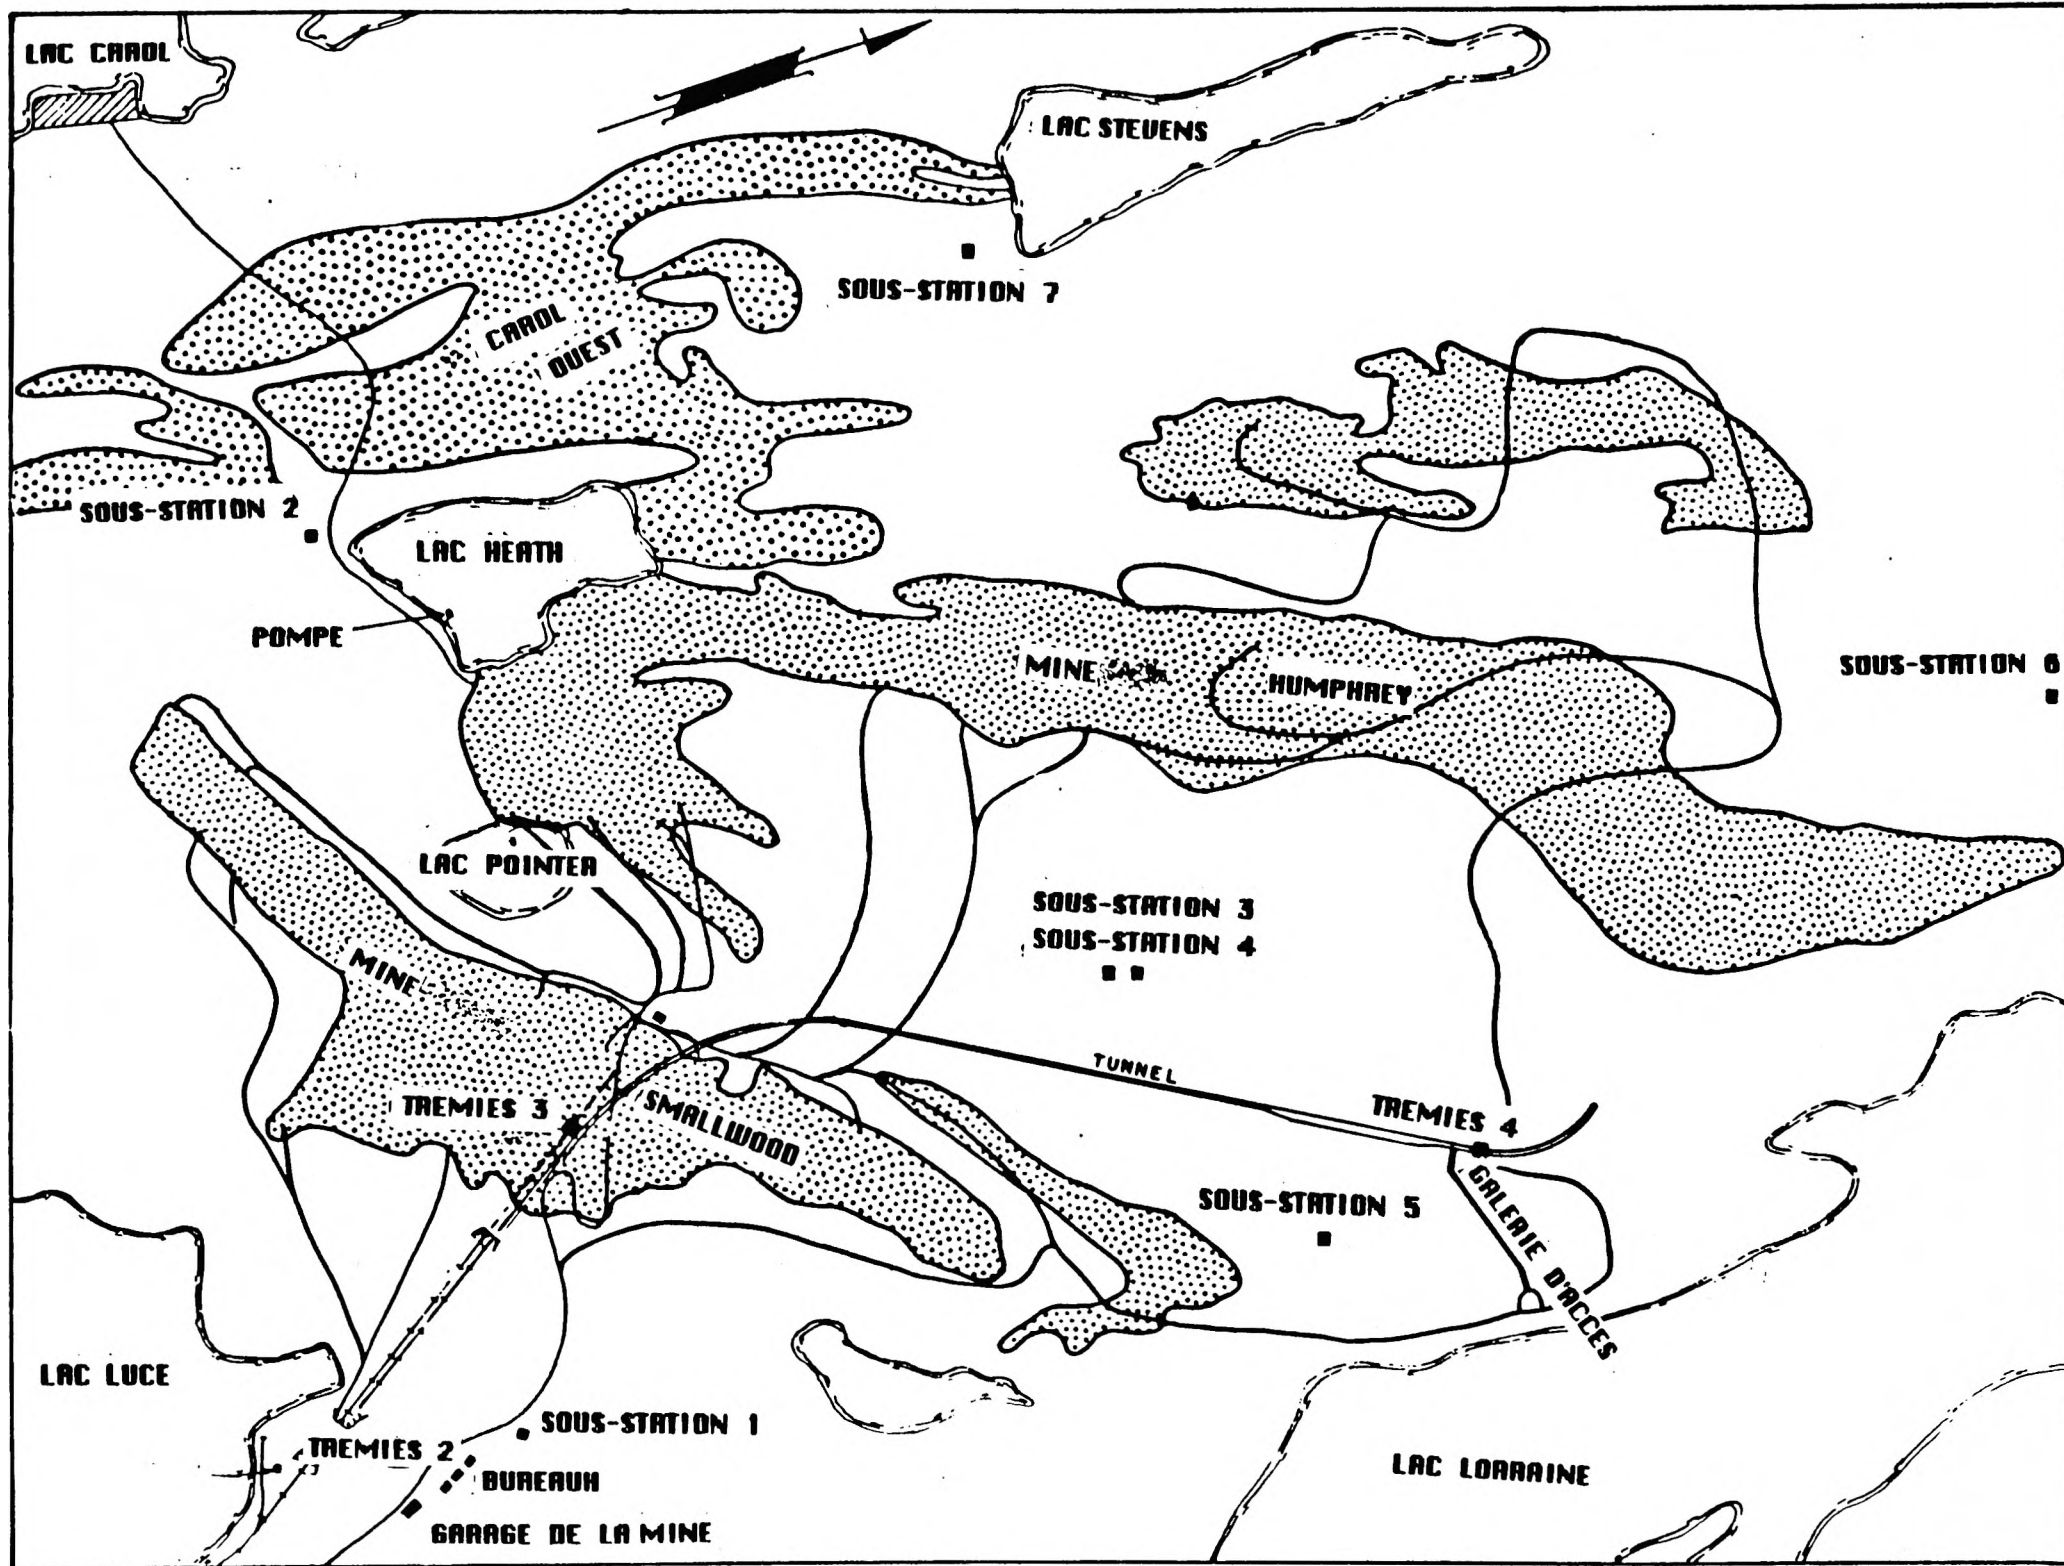 LAC CAROL
LAC STEVENS
SOUS-STATION 7
CAROL
OUEST
SOUS-STATION 2
LAC HEATH
POMPE
MINE
HUMPHREY
SOUS-STATION 6
LAC POINTER
SOUS-STATION 3
SOUS-STATION 4
MINE
TUNNEL
TREMIES 3
SMALLWOOD
TREMIES 4
GALERIE D'ACCES
SOUS-STATION 5
LAC LUCE
SOUS-STATION 1
TREMIES 2
BUREAUX
LAC LORRAINE
GARAGE DE LA MINE